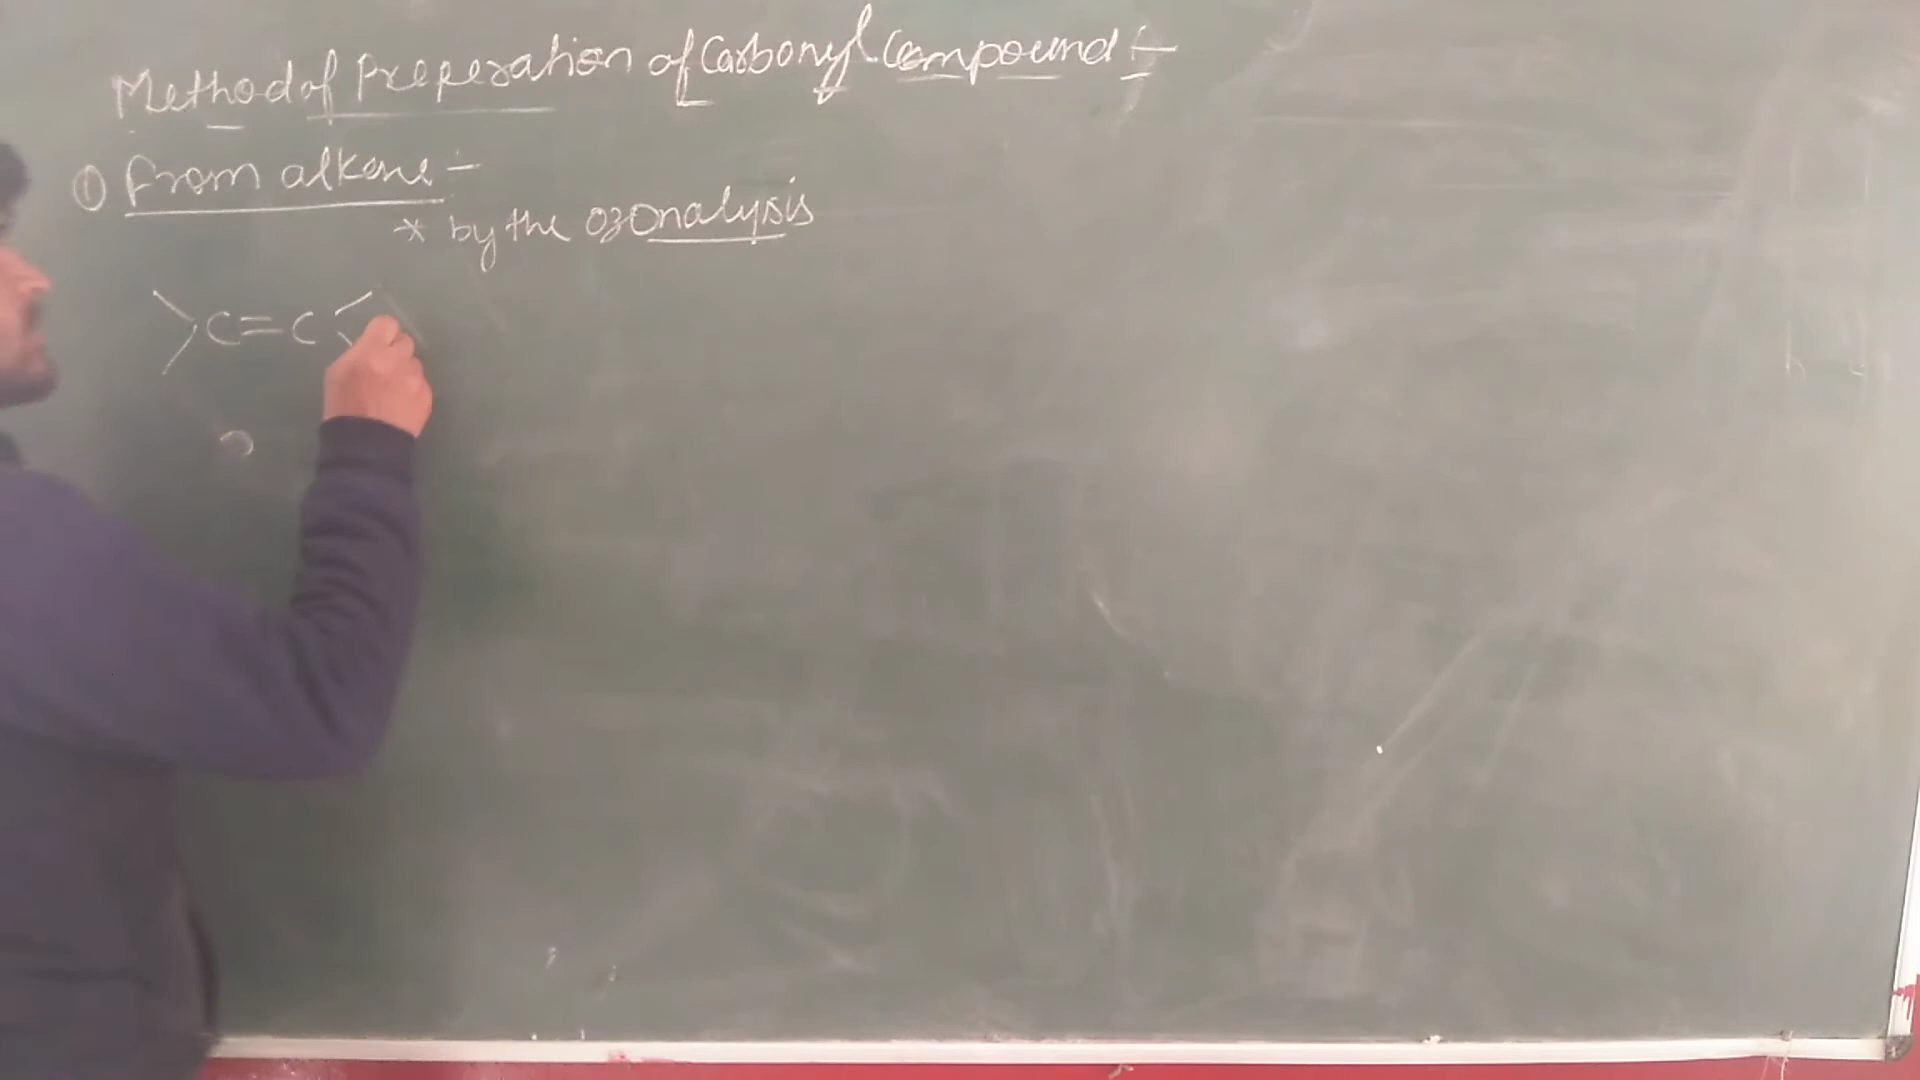 Method of Preperation of Carbonyl Compound :-
① From alkene :-
* by the ozonalysis
>C=C<